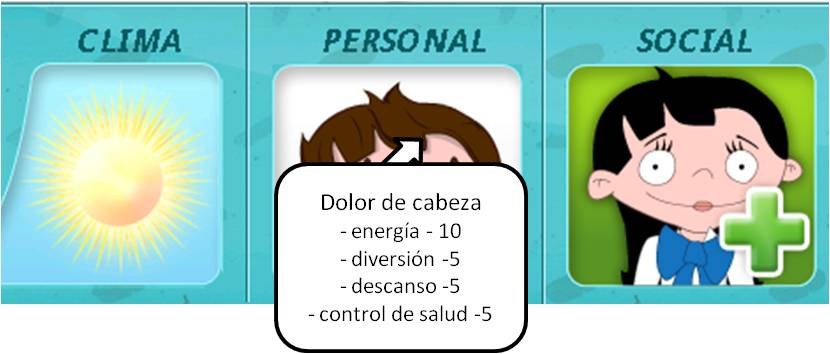 CLIMA
PERSONAL
SOCIAL
Dolor de cabeza
- energía - 10
- diversión -5
- descanso -5
- control de salud -5